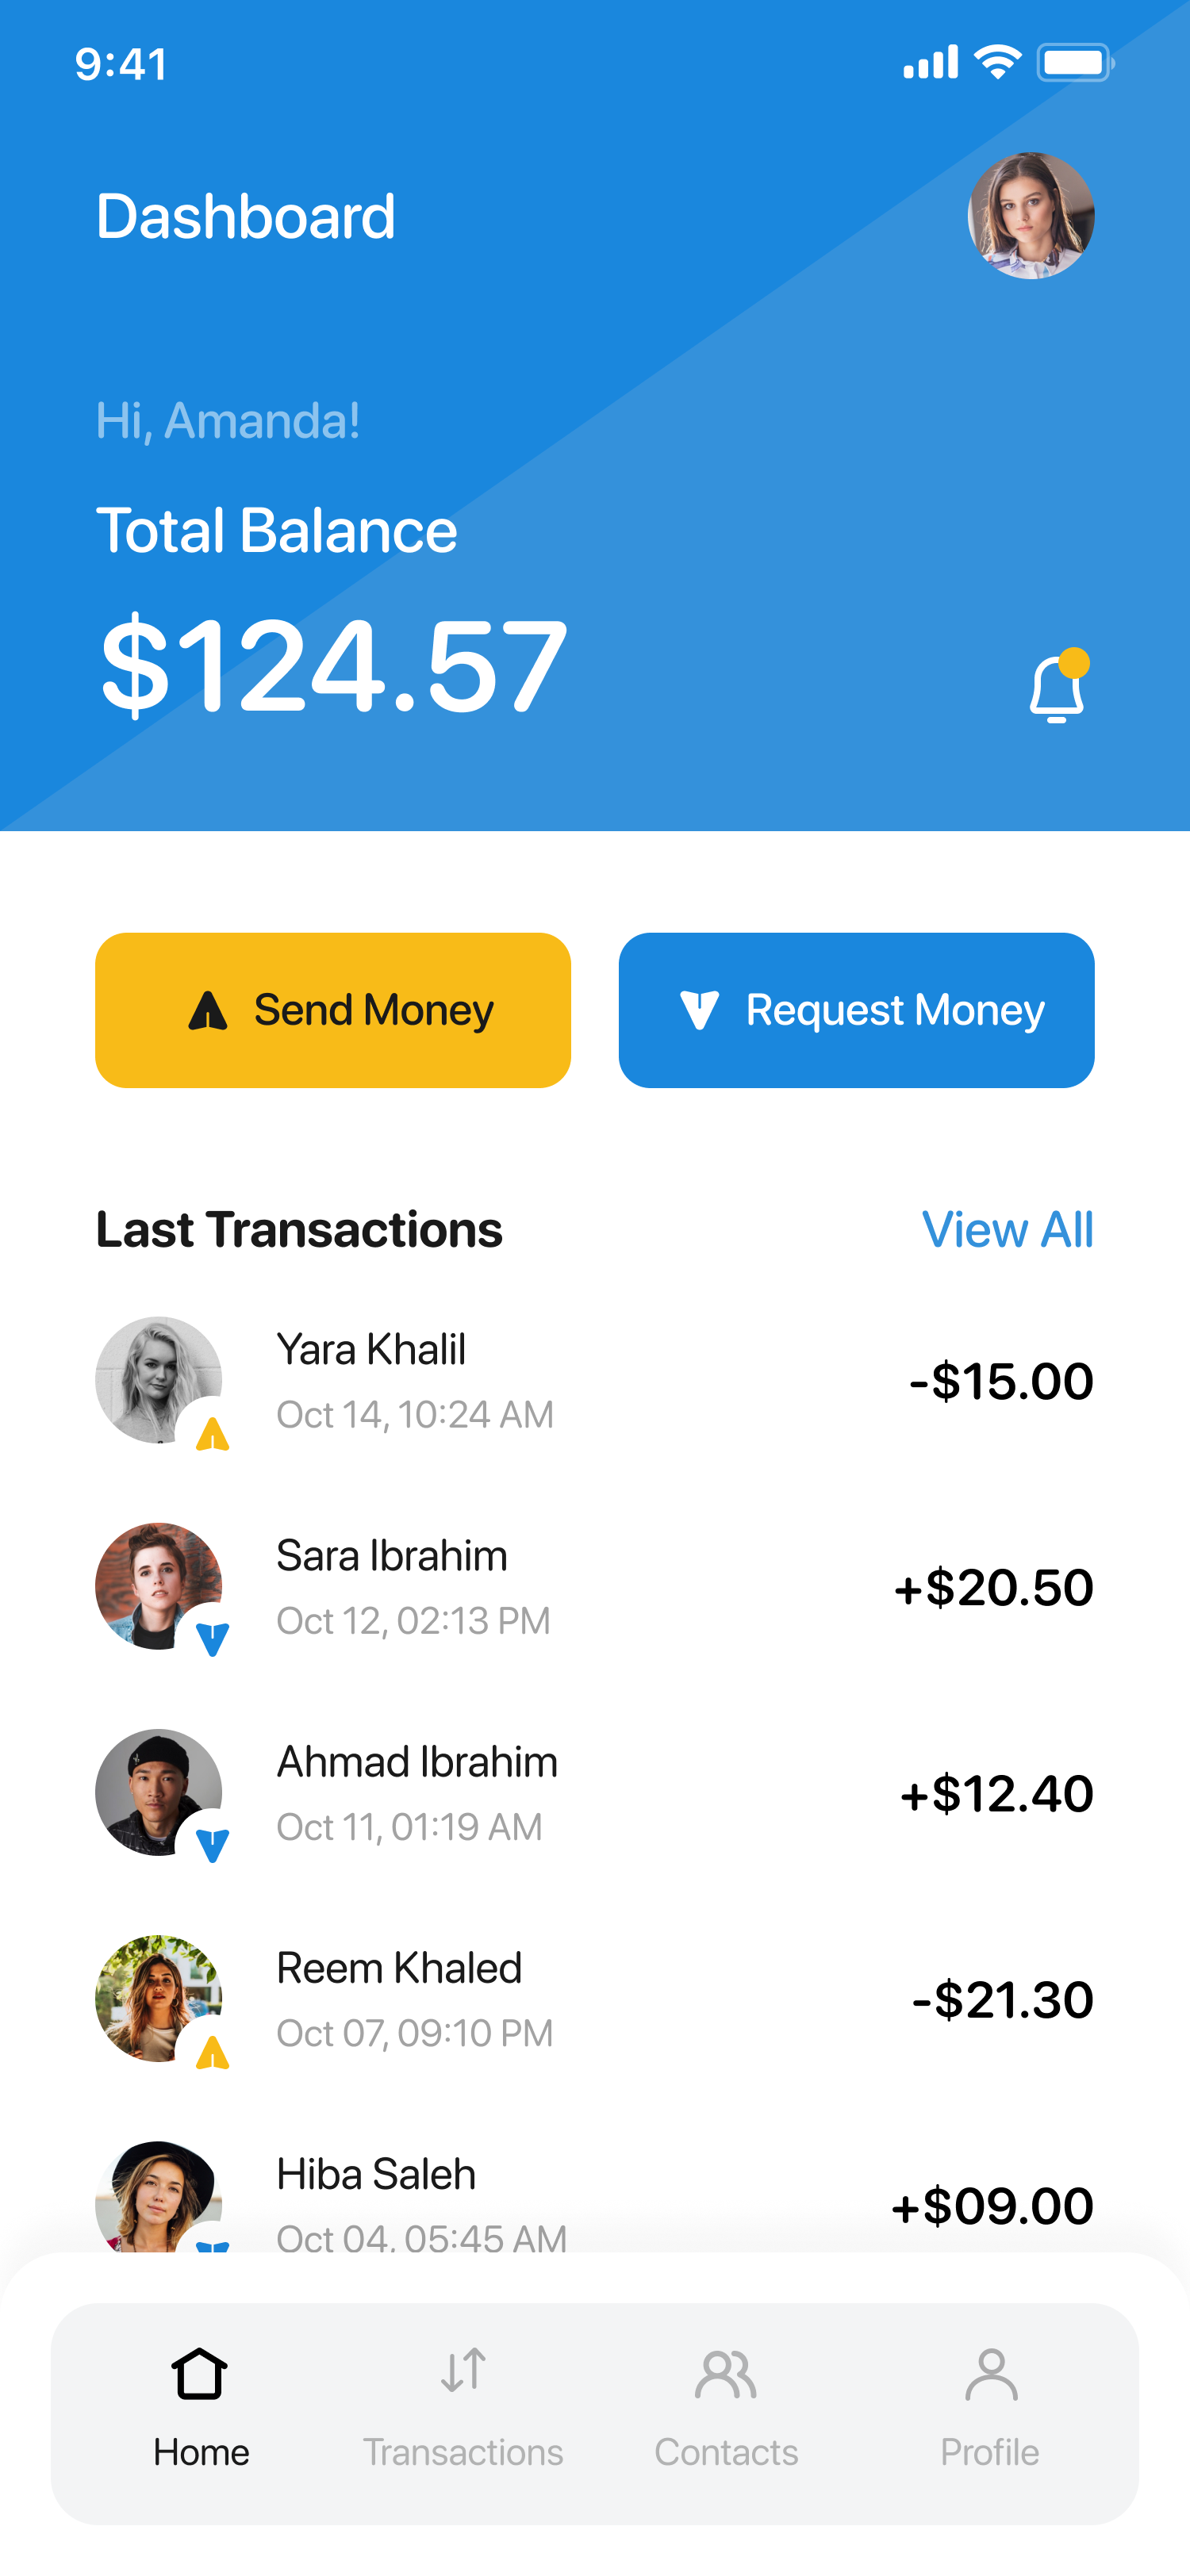 9:41
Dashboard
Hi, Amanda!
Total Balance
$124.57
Send Money
Request Money
Last Transactions
View All
Yara Khalil
-$15.00
Oct 14, 10:24 AM
Sara Ibrahim
+$20.50
Oct 12, 02:13 PM
Ahmad Ibrahim
+$12.40
Oct 11, 01:19 AM
Reem Khaled
-$21.30
Oct 07, 09:10 PM
Hiba Saleh
+$09.00
Oct 04, 05:45 AM
Home
Transactions
Contacts
Profile